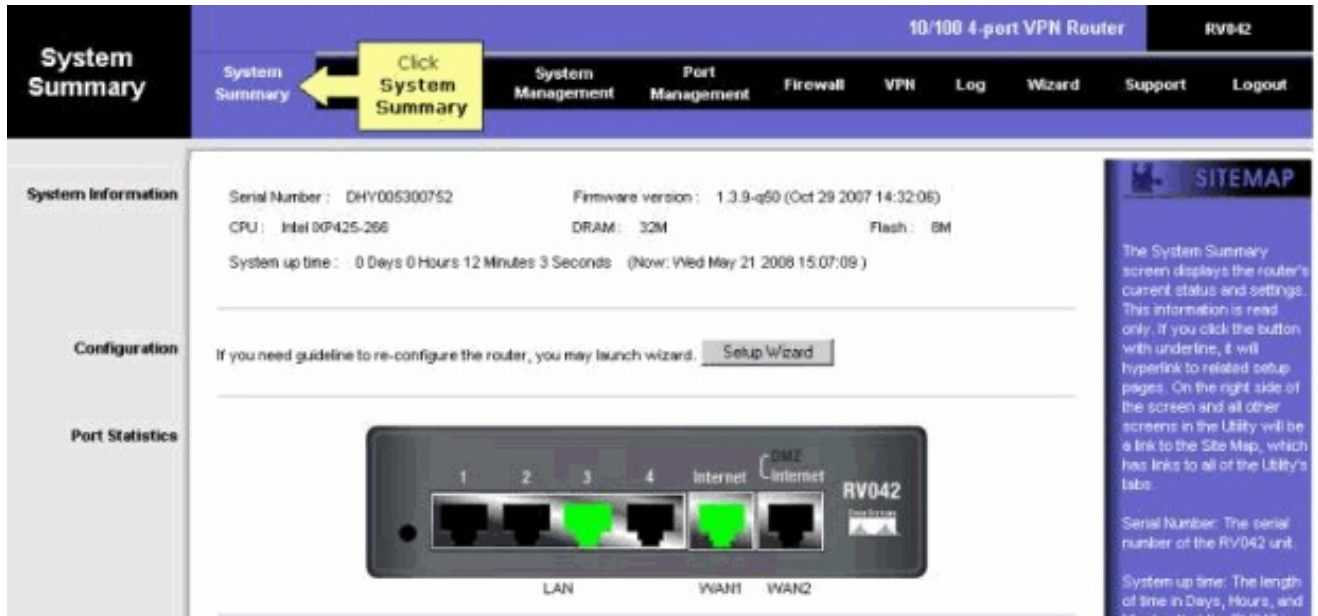 10/100 4-port VPN Router
RV042
System
Summary
System
Summary
Click
System
Summary
System
Management
Port
Management
Firewall
VPN
Log
Wizard
Support
Logout
System Information
Serial Number : DHY005300752
Firmware version : 1.3.9-q50 (Oct 29 2007 14:32:06)
CPU : Intel IXP425-266
DRAM : 32M
Flash : 8M
System up time : 0 Days 0 Hours 12 Minutes 3 Seconds (Now: Wed May 21 2008 15:07:09 )
Configuration
If you need guideline to re-configure the router, you may launch wizard.
Setup Wizard
Port Statistics
1 2 3 4 Internet
DMZ
Internet
RV042
LAN
WAN1
WAN2
SITEMAP
The System Summary
screen displays the router's
current status and settings.
This information is read
only. If you click the button
with underline, it will
hyperlink to related setup
pages. On the right side of
the screen and all other
screens in the Utility will be
a link to the Site Map, which
has links to all of the Utility's
tabs.
Serial Number: The serial
number of the RV042 unit.
System up time: The length
of time in Days, Hours, and